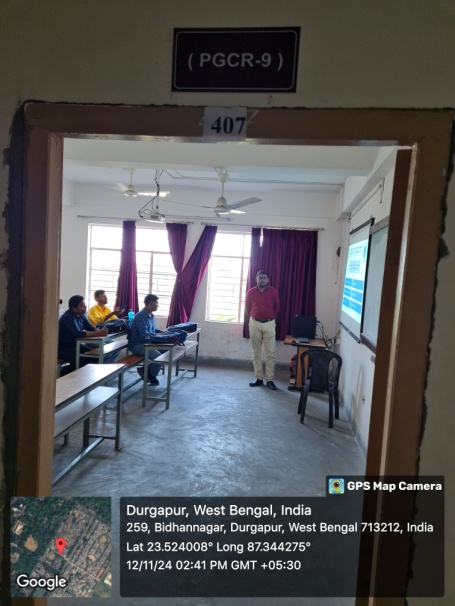 ( PGCR-9 )
407
GPS Map Camera
Durgapur, West Bengal, India
259, Bidhannagar, Durgapur, West Bengal 713212, India
Lat 23.524008° Long 87.344275°
12/11/24 02:41 PM GMT +05:30
Google